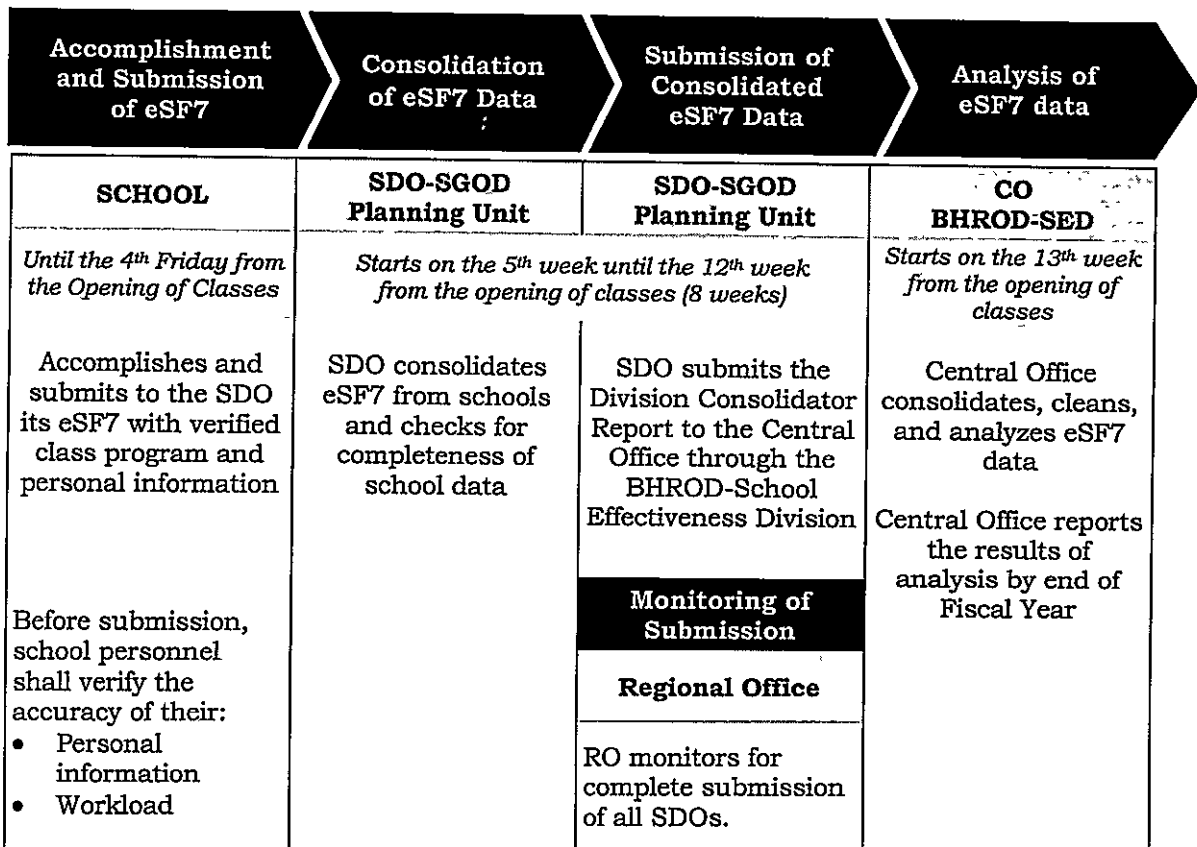 Accomplishment
and Submission
of eSF7
Consolidation
of eSF7 Data
Submission of
Consolidated
eSF7 Data
Analysis of
eSF7 data
SCHOOL
SDO-SGOD
Planning Unit
SDO-SGOD
Planning Unit
CO
BHROD-SED
Until the 4th Friday from
the Opening of Classes
Starts on the 5th week until the 12th week
from the opening of classes (8 weeks)
Starts on the 13th week
from the opening of
classes
Accomplishes and
submits to the SDO
its eSF7 with verified
class program and
personal information
Before submission,
school personnel
shall verify the
accuracy of their:
• Personal
information
• Workload
SDO consolidates
eSF7 from schools
and checks for
completeness of
school data
SDO submits the
Division Consolidator
Report to the Central
Office through the
BHROD-School
Effectiveness Division
Monitoring of
Submission
Regional Office
RO monitors for
complete submission
of all SDOs.
Central Office
consolidates, cleans,
and analyzes eSF7
data
Central Office reports
the results of
analysis by end of
Fiscal Year